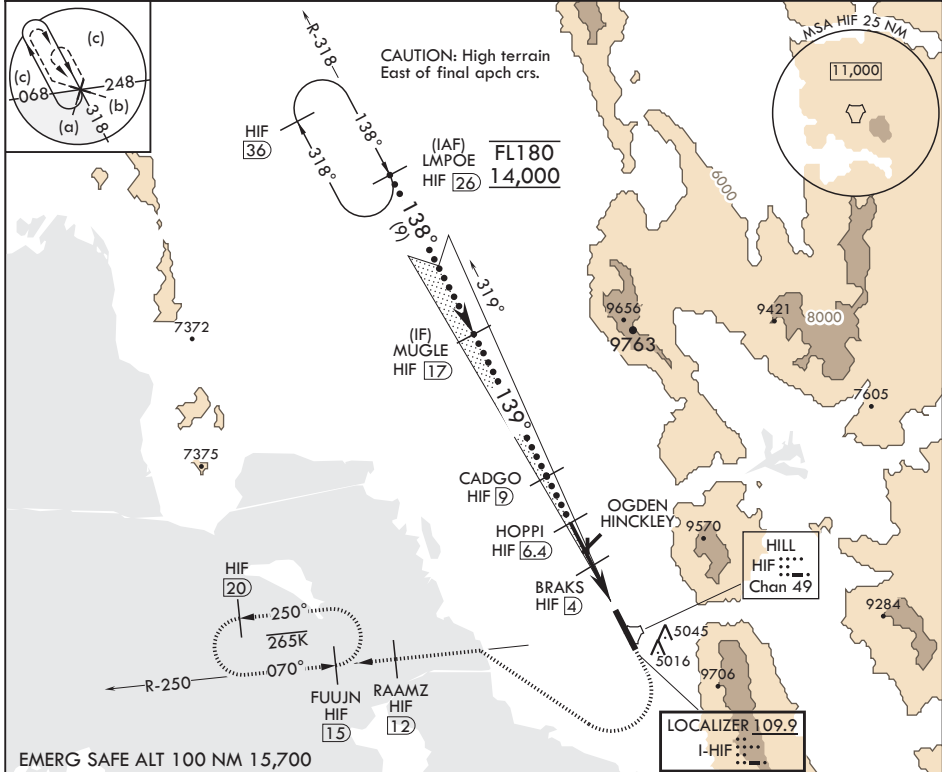 (c)
(c)
068
248
(b)
318
(a)
R-318
CAUTION: High terrain
East of final apch crs.
MSA HIF 25 NM
11,000
HIF
36
138°
318°
(IAF)
LMPOE
HIF 26
FL180
14,000
138°
(9)
319°
6000
7372
(IF)
MUGLE
HIF 17
9656
9763
9421
8000
139°
7605
7375
CADGO
HIF 9
HOPPI
HIF 6.4
OGDEN
HINCKLEY
9570
HILL
HIF
Chan 49
BRAKS
HIF 4
HIF
20
250°
265K
070°
R-250
FUUJN
HIF
15
RAAMZ
HIF
12
5045
5016
9284
9706
LOCALIZER 109.9
I-HIF
EMERG SAFE ALT 100 NM 15,700